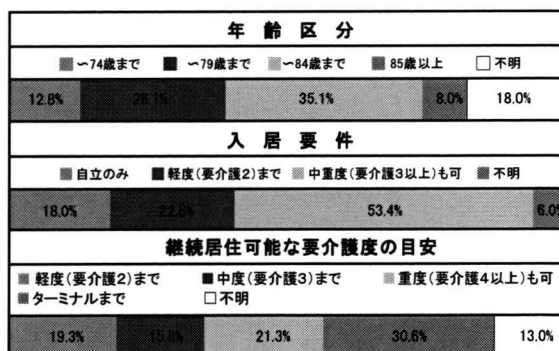 年齢区分
～74歳まで ～79歳まで ～84歳まで 85歳以上 不明
12.8% 26.1% 35.1% 8.0% 18.0%
入居要件
自立のみ 軽度(要介護2)まで 中重度(要介護3以上)も可 不明
18.0% 22.6% 53.4% 6.0%
継続居住可能な要介護度の目安
軽度(要介護2)まで 中度(要介護3)まで 重度(要介護4以上)も可
ターミナルまで 不明
19.3% 15.8% 21.3% 30.6% 13.0%